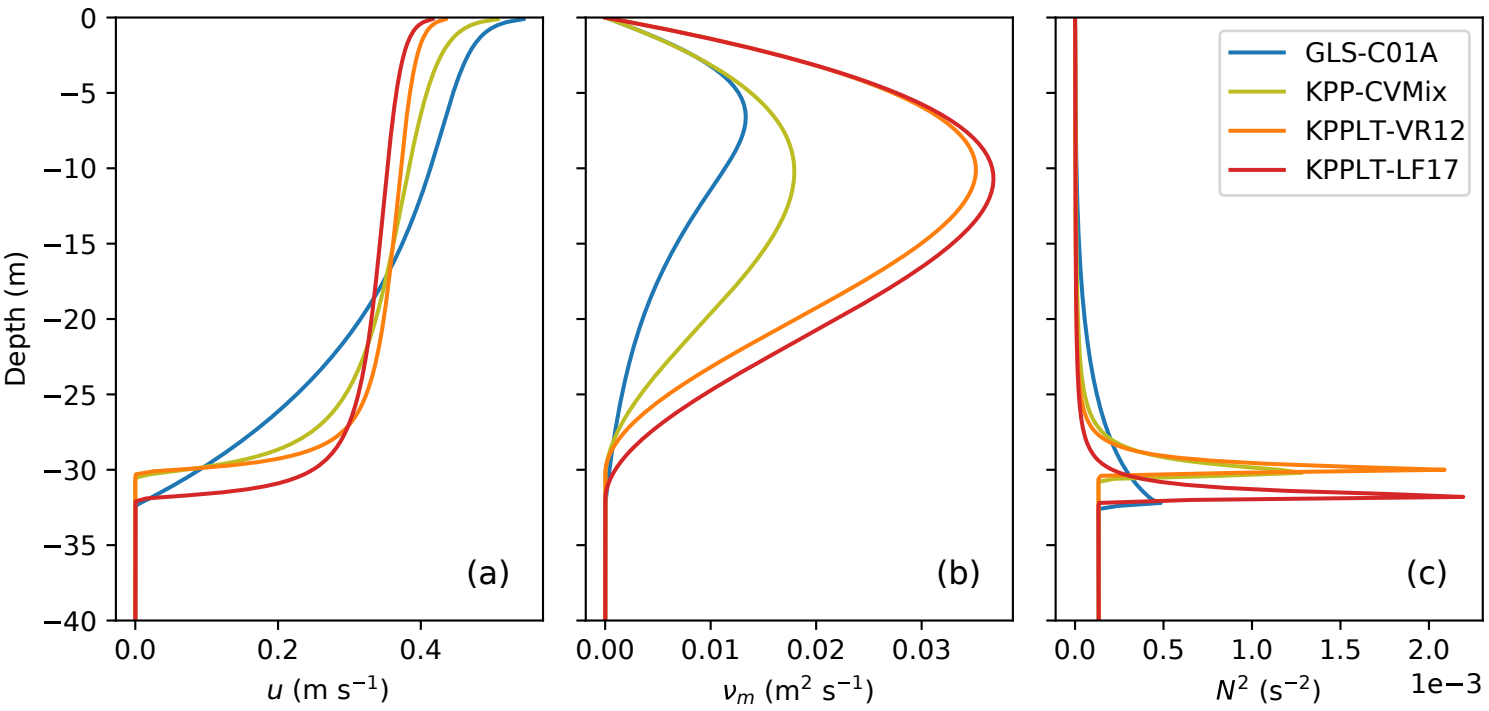 0
−5
−10
−15
−20
−25
−30
−35
−40
Depth (m)
0.0 0.2 0.4
u (m s⁻¹)
(a)
0.00 0.01 0.02 0.03
ν_m (m² s⁻¹)
(b)
GLS-C01A
KPP-CVMix
KPPLT-VR12
KPPLT-LF17
(c)
0.0 0.5 1.0 1.5 2.0
N² (s⁻²)
1e−3